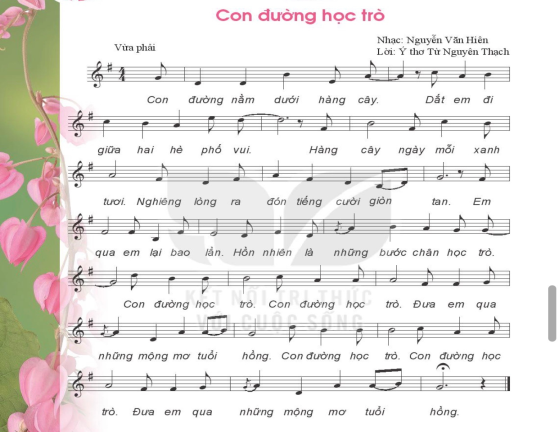 Con đường học trò
Nhạc: Nguyễn Văn Hiên
Vừa phải
Lời: Ý thơ Từ Nguyên Thạch
Con đường nằm dưới hàng cây. Dắt em đi
giữa hai hè phố vui. Hàng cây ngày mỗi xanh
tươi. Nghiêng lòng ra đón tiếng cười giòn tan. Em
qua em lại bao lần. Hồn nhiên là những bước chân học trò.
Con đường học trò. Con đường học trò. Đưa em qua
những mộng mơ tuổi hồng. Con đường học trò. Con đường học
trò. Đưa em qua những mộng mơ tuổi hồng.
KẾT NỐI TRI THỨC
VỚI CUỘC SỐNG